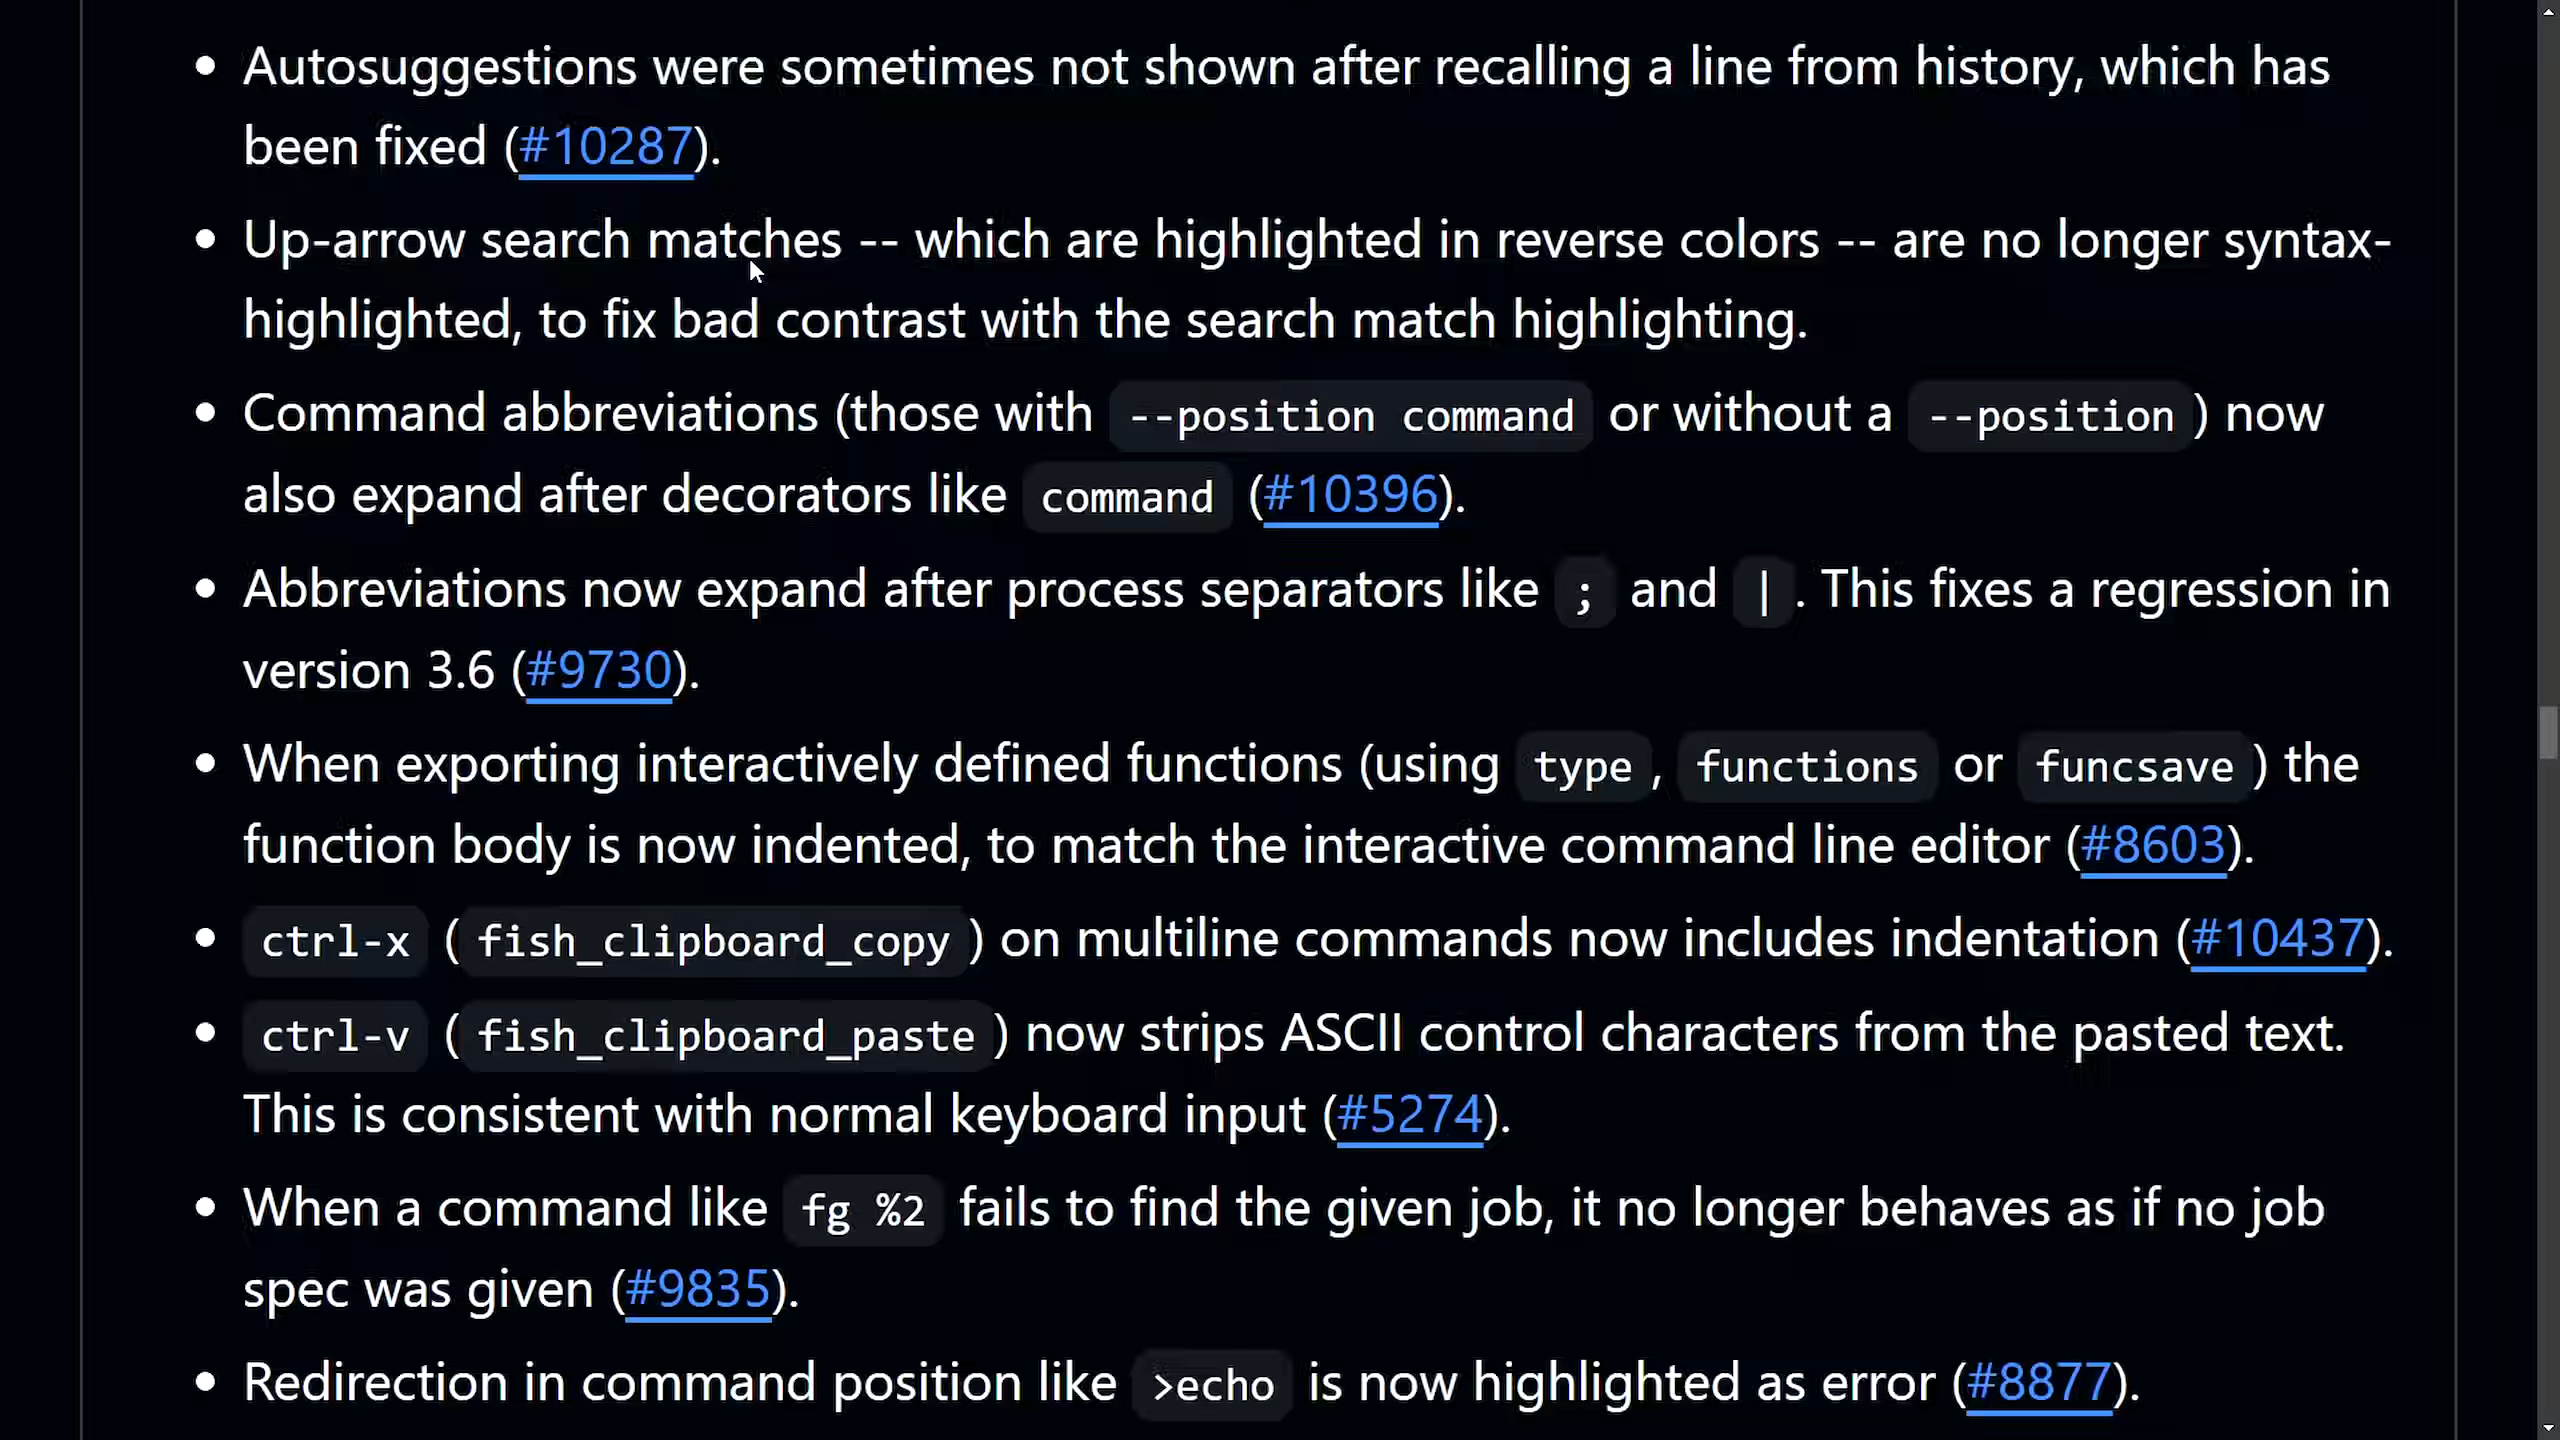 • Autosuggestions were sometimes not shown after recalling a line from history, which has
been fixed (#10287).
• Up-arrow search matches -- which are highlighted in reverse colors -- are no longer syntax-
highlighted, to fix bad contrast with the search match highlighting.
• Command abbreviations (those with --position command or without a --position) now
also expand after decorators like command (#10396).
• Abbreviations now expand after process separators like ; and |. This fixes a regression in
version 3.6 (#9730).
• When exporting interactively defined functions (using type, functions or funcsave) the
function body is now indented, to match the interactive command line editor (#8603).
• ctrl-x (fish_clipboard_copy) on multiline commands now includes indentation (#10437).
• ctrl-v (fish_clipboard_paste) now strips ASCII control characters from the pasted text.
This is consistent with normal keyboard input (#5274).
• When a command like fg %2 fails to find the given job, it no longer behaves as if no job
spec was given (#9835).
• Redirection in command position like >echo is now highlighted as error (#8877).